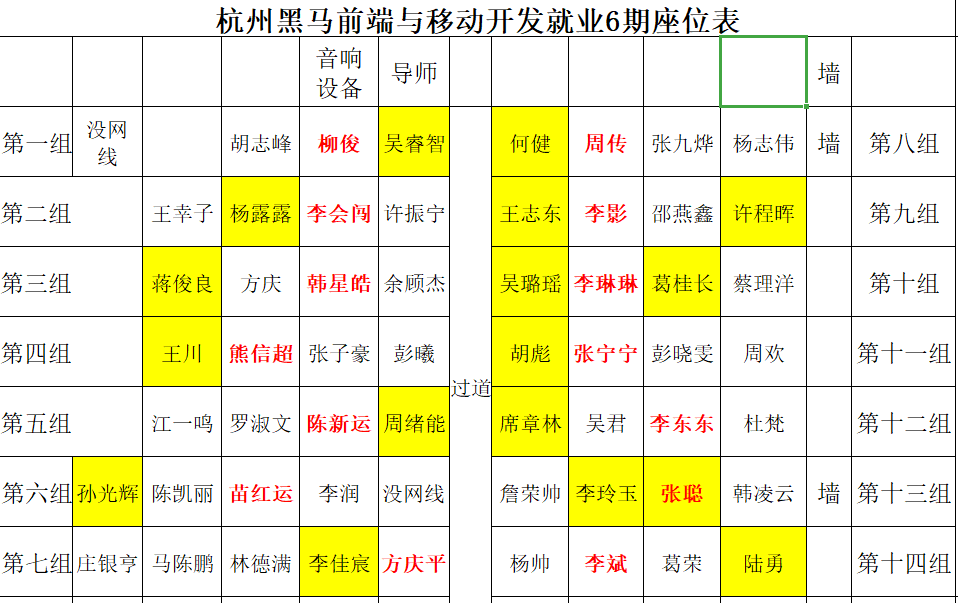 杭州黑马前端与移动开发就业6期座位表
音响
设备
导师
墙
第一组
没网
线
胡志峰
柳俊
吴睿智
何健
周传
张九烨
杨志伟
墙
第八组
第二组
王幸子
杨露露
李会闯
许振宁
王志东
李影
邵燕鑫
许程晖
第九组
第三组
蒋俊良
方庆
韩星皓
余顾杰
吴璐瑶
李琳琳
葛桂长
蔡理洋
第十组
第四组
王川
熊信超
张子豪
彭曦
胡彪
张宁宁
彭晓雯
周欢
第十一组
过道
第五组
江一鸣
罗淑文
陈新运
周绪能
席章林
吴君
李东东
杜梵
第十二组
第六组
孙光辉
陈凯丽
苗红运
李润
没网线
詹荣帅
李玲玉
张聪
韩凌云
墙
第十三组
第七组
庄银亨
马陈鹏
林德满
李佳宸
方庆平
杨帅
李斌
葛荣
陆勇
第十四组